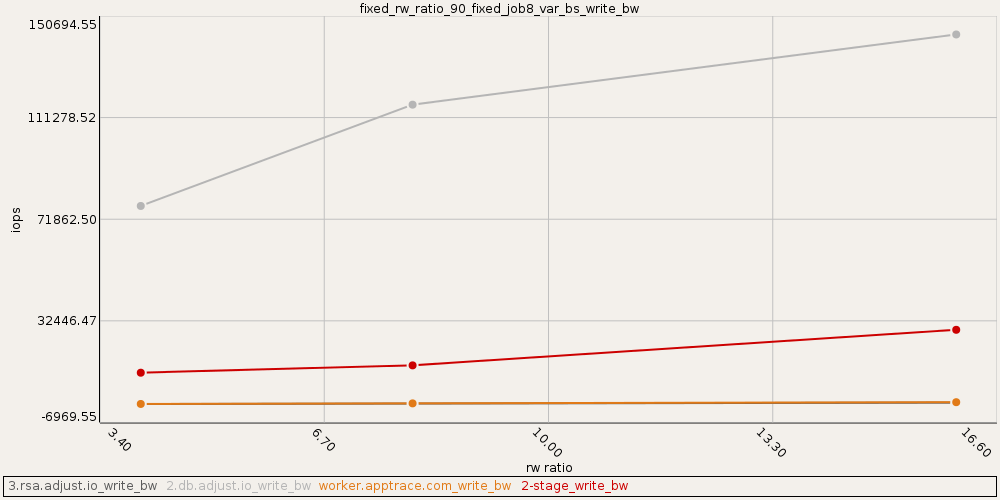 fixed_rw_ratio_90_fixed_job8_var_bs_write_bw
150694.55
111278.52
71862.50
32446.47
-6969.55
iops
3.40 6.70 10.00 13.30 16.60
rw ratio
3.rsa.adjust.io_write_bw 2.db.adjust.io_write_bw worker.apptrace.com_write_bw 2-stage_write_bw